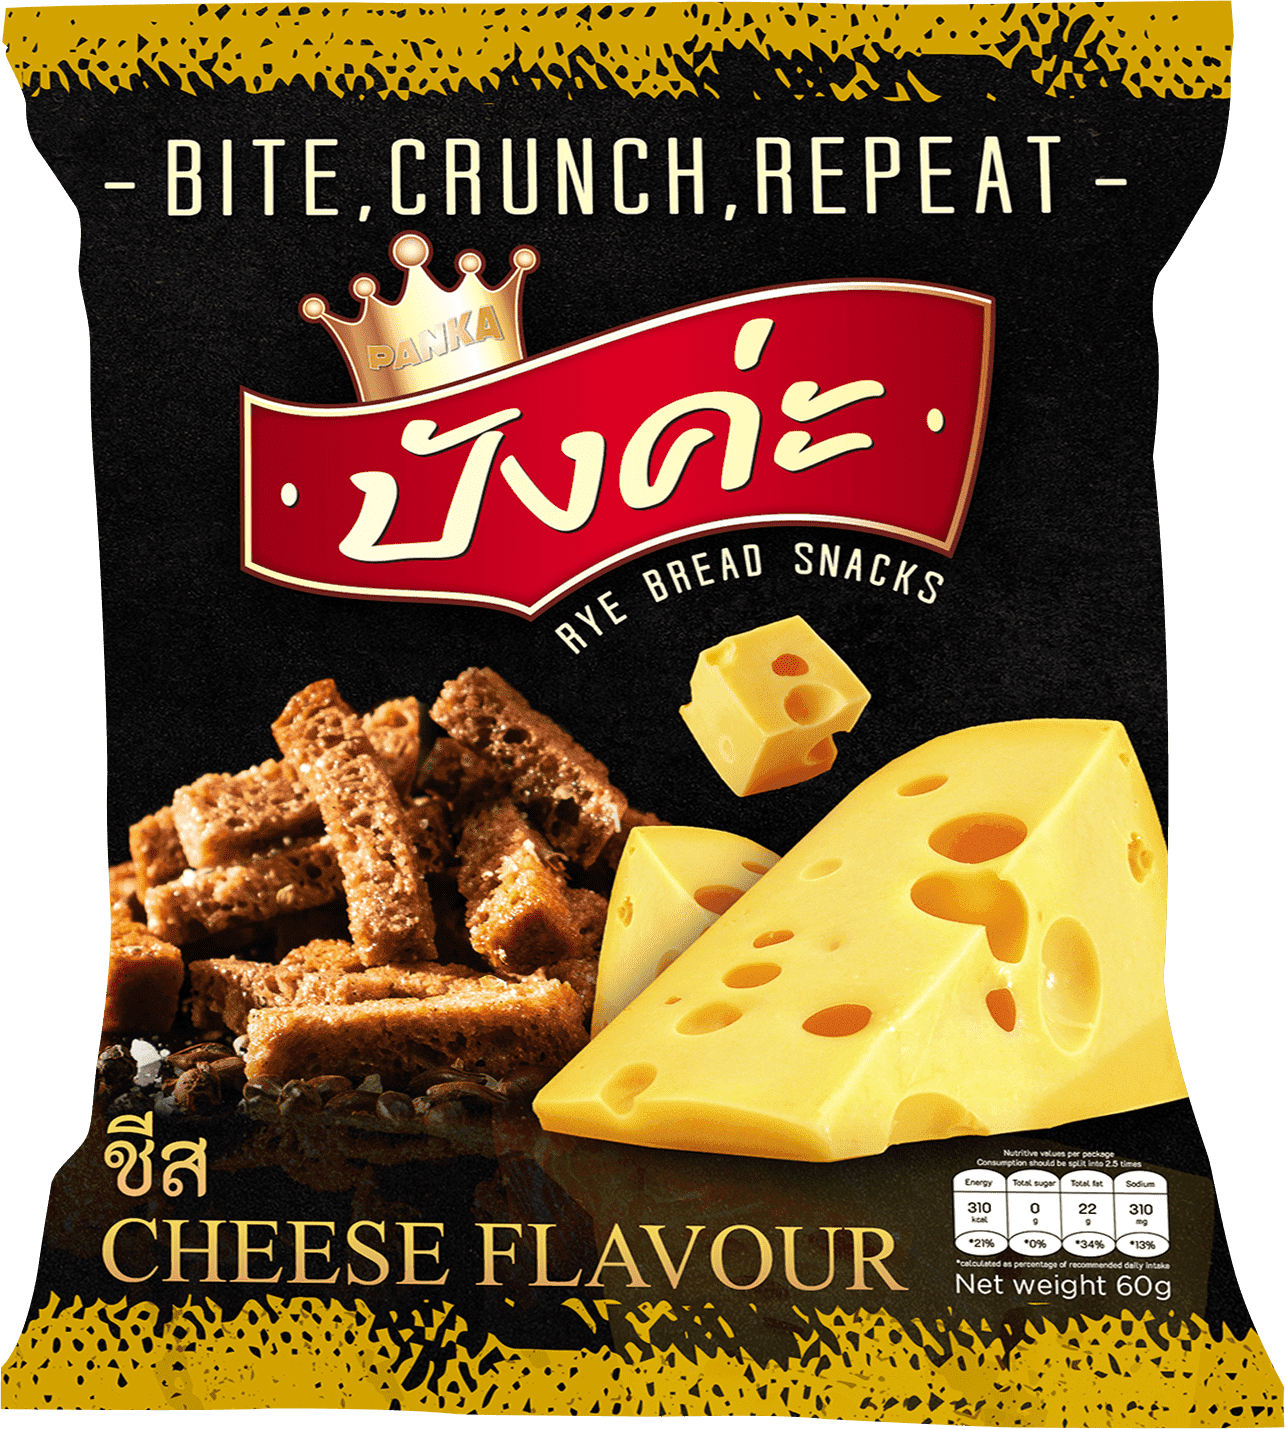 - BITE, CRUNCH, REPEAT -
PANKA
ปังค่ะ
RYE BREAD SNACKS
ชีส
CHEESE FLAVOUR
Nutritive values per package
Consumption should be split into 2.5 times
Energy Total sugar Total fat Sodium
310 0 22 310
kcal g g mg
*21% *0% *34% *13%
*calculated as percentage of recommended daily intake
Net weight 60g